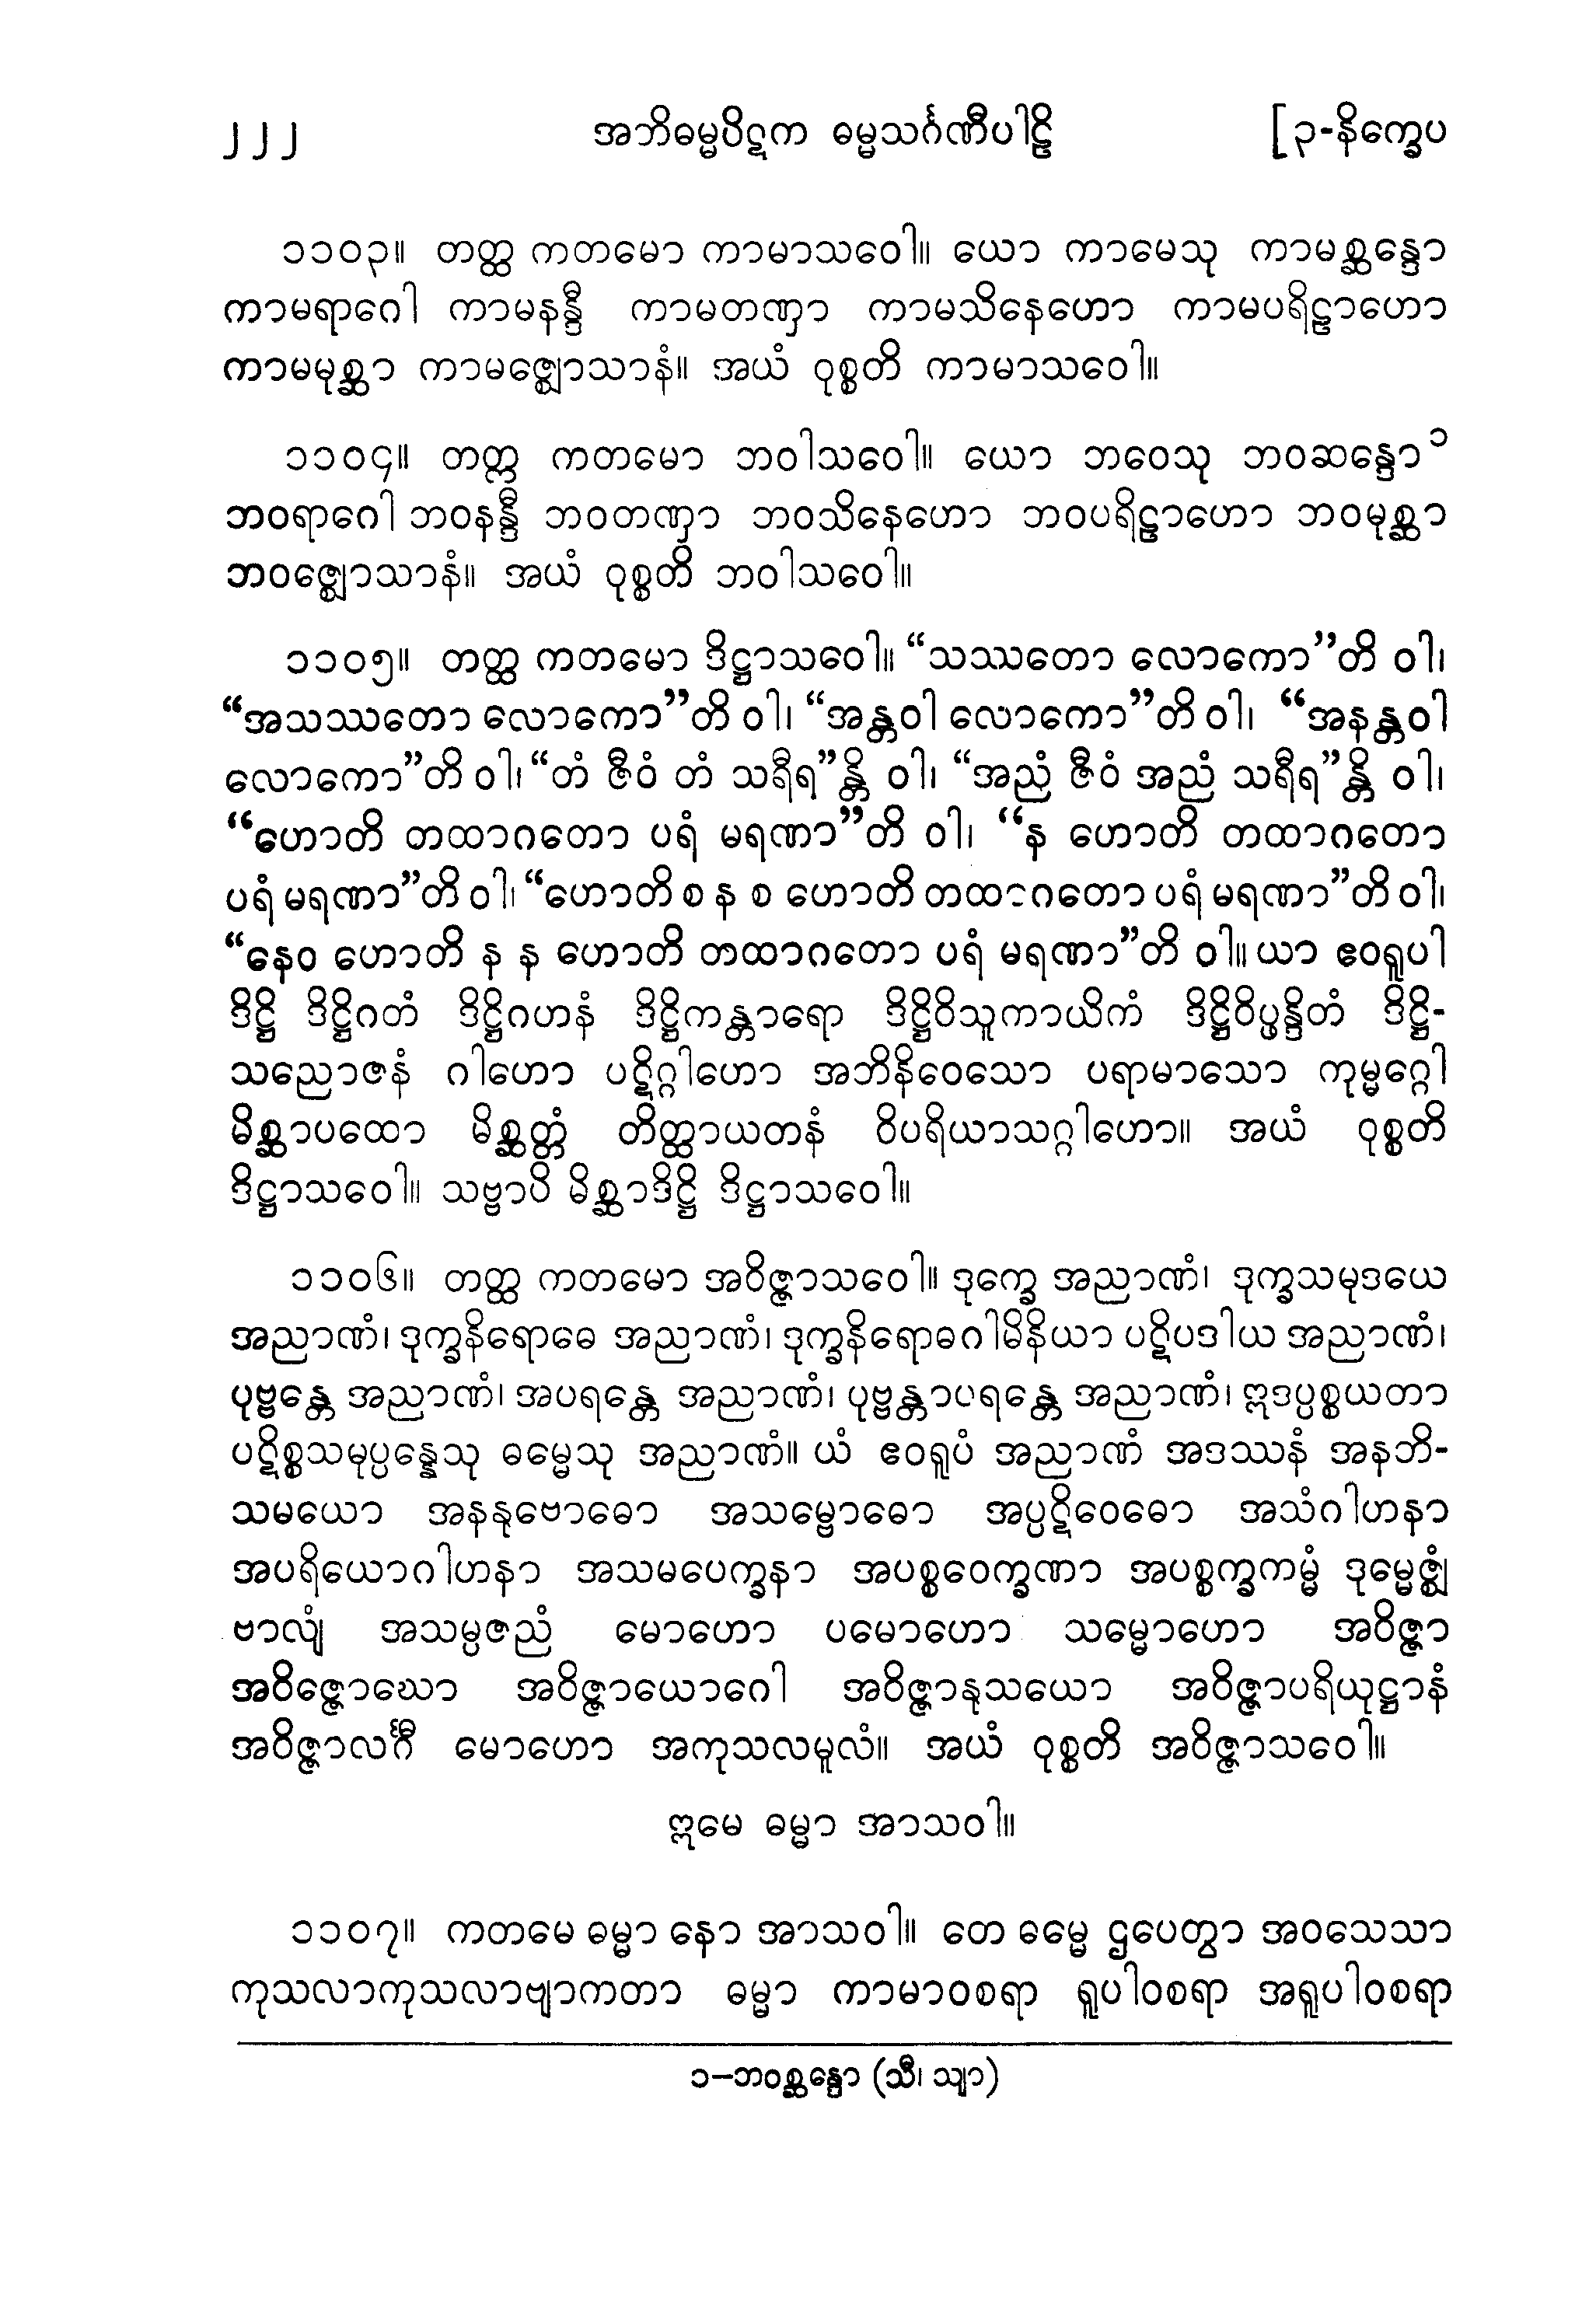 ၂၂၂ အဘိဓမ္မပိဋက ဓမ္မသင်္ဂဏီပါဠိ [၃-နိက္ခေပ
၁၁၀၃။ တတ္ထ ကတမော ကာမာသဝေါ။ ယော ကာမေသု ကာမစ္ဆန္ဒော
ကာမရာဂေါ ကာမနန္ဒီ ကာမတဏှာ ကာမသိနေဟော ကာမပရိဠာဟော
ကာမမုစ္ဆာ ကာမဇ္ဈောသာနံ။ အယံ ဝုစ္စတိ ကာမာသဝေါ။
၁၁၀၄။ တတ္ထ ကတမော ဘဝါသဝေါ။ ယော ဘဝေသု ဘဝဆန္ဒော ၁
ဘဝရာဂေါ ဘဝနန္ဒီ ဘဝတဏှာ ဘဝသိနေဟော ဘဝပရိဠာဟော ဘဝမုစ္ဆာ
ဘဝဇ္ဈောသာနံ။ အယံ ဝုစ္စတိ ဘဝါသဝေါ။
၁၁၀၅။ တတ္ထ ကတမော ဒိဋ္ဌာသဝေါ။ “သဿတော လောကော”တိ ဝါ၊
“အသဿတော လောကော”တိ ဝါ၊ “အန္တဝါ လောကော”တိ ဝါ၊ “အနန္တဝါ
လောကော”တိ ဝါ၊ “တံ ဇီဝံ တံ သရီရ”န္တိ ဝါ၊ “အညံ ဇီဝံ အညံ သရီရ”န္တိ ဝါ၊
“ဟောတိ တထာဂတော ပရံ မရဏာ”တိ ဝါ၊ “န ဟောတိ တထာဂတော
ပရံ မရဏာ”တိ ဝါ၊ “ဟောတိ စ န စ ဟောတိ တထာဂတော ပရံ မရဏာ”တိ ဝါ၊
“နေဝ ဟောတိ န န ဟောတိ တထာဂတော ပရံ မရဏာ”တိ ဝါ။ ယာ ဧဝရူပါ
ဒိဋ္ဌိ ဒိဋ္ဌိဂတံ ဒိဋ္ဌိဂဟနံ ဒိဋ္ဌိကန္တာရော ဒိဋ္ဌိဝိသူကာယိကံ ဒိဋ္ဌိဝိပ္ဖန္ဒိတံ ဒိဋ္ဌိ-
သညောဇနံ ဂါဟော ပဋိဂ္ဂါဟော အဘိနိဝေသော ပရာမာသော ကုမ္မဂ္ဂေါ
မိစ္ဆာပထော မိစ္ဆတ္တံ တိတ္ထာယတနံ ဝိပရိယာသဂ္ဂါဟော။ အယံ ဝုစ္စတိ
ဒိဋ္ဌာသဝေါ။ သဗ္ဗာပိ မိစ္ဆာဒိဋ္ဌိ ဒိဋ္ဌာသဝေါ။
၁၁၀၆။ တတ္ထ ကတမော အဝိဇ္ဇာသဝေါ။ ဒုက္ခေ အညာဏံ၊ ဒုက္ခသမုဒယေ
အညာဏံ၊ ဒုက္ခနိရောဓေ အညာဏံ၊ ဒုက္ခနိရောဓဂါမိနိယာ ပဋိပဒါယ အညာဏံ၊
ပုဗ္ဗန္တေ အညာဏံ၊ အပရန္တေ အညာဏံ၊ ပုဗ္ဗန္တာပရန္တေ အညာဏံ၊ ဣဒပ္ပစ္စယတာ
ပဋိစ္စသမုပ္ပန္နေသု ဓမ္မေသု အညာဏံ။ ယံ ဧဝရူပံ အညာဏံ အဒဿနံ အနဘိ-
သမယော အနနုဗောဓော အသမ္ဗောဓော အပ္ပဋိဝေဓော အသံဂါဟနာ
အပရိယောဂါဟနာ အသမပေက္ခနာ အပစ္စဝေက္ခဏာ အပစ္စက္ခကမ္မံ ဒုမ္မေဇ္ဈံ
ဗာလျံ အသမ္ပဇညံ မောဟော ပမောဟော သမ္မောဟော အဝိဇ္ဇာ
အဝိဇ္ဇောဃော အဝိဇ္ဇာယောဂေါ အဝိဇ္ဇာနုသယော အဝိဇ္ဇာပရိယုဋ္ဌာနံ
အဝိဇ္ဇာလင်္ဂီ မောဟော အကုသလမူလံ။ အယံ ဝုစ္စတိ အဝိဇ္ဇာသဝေါ။
ဣမေ ဓမ္မာ အာသဝါ။
၁၁၀၇။ ကတမေ ဓမ္မာ နော အာသဝါ။ တေ ဓမ္မေ ဌပေတွာ အဝသေသာ
ကုသလာကုသလာဗျာကတာ ဓမ္မာ ကာမာဝစရာ ရူပါဝစရာ အရူပါဝစရာ
၁–ဘဝစ္ဆန္ဒော (သီ၊ သျာ)